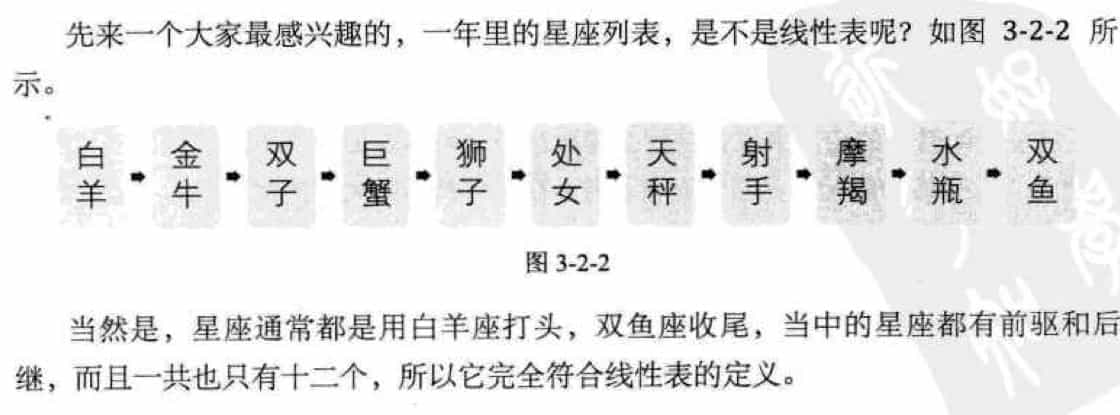 先来一个大家最感兴趣的，一年里的星座列表，是不是线性表呢？如图 3-2-2 所
示。
白羊 金牛 双子 巨蟹 狮子 处女 天秤 射手 摩羯 水瓶 双鱼
图 3-2-2
当然是，星座通常都是用白羊座打头，双鱼座收尾，当中的星座都有前驱和后
继，而且一共也只有十二个，所以它完全符合线性表的定义。